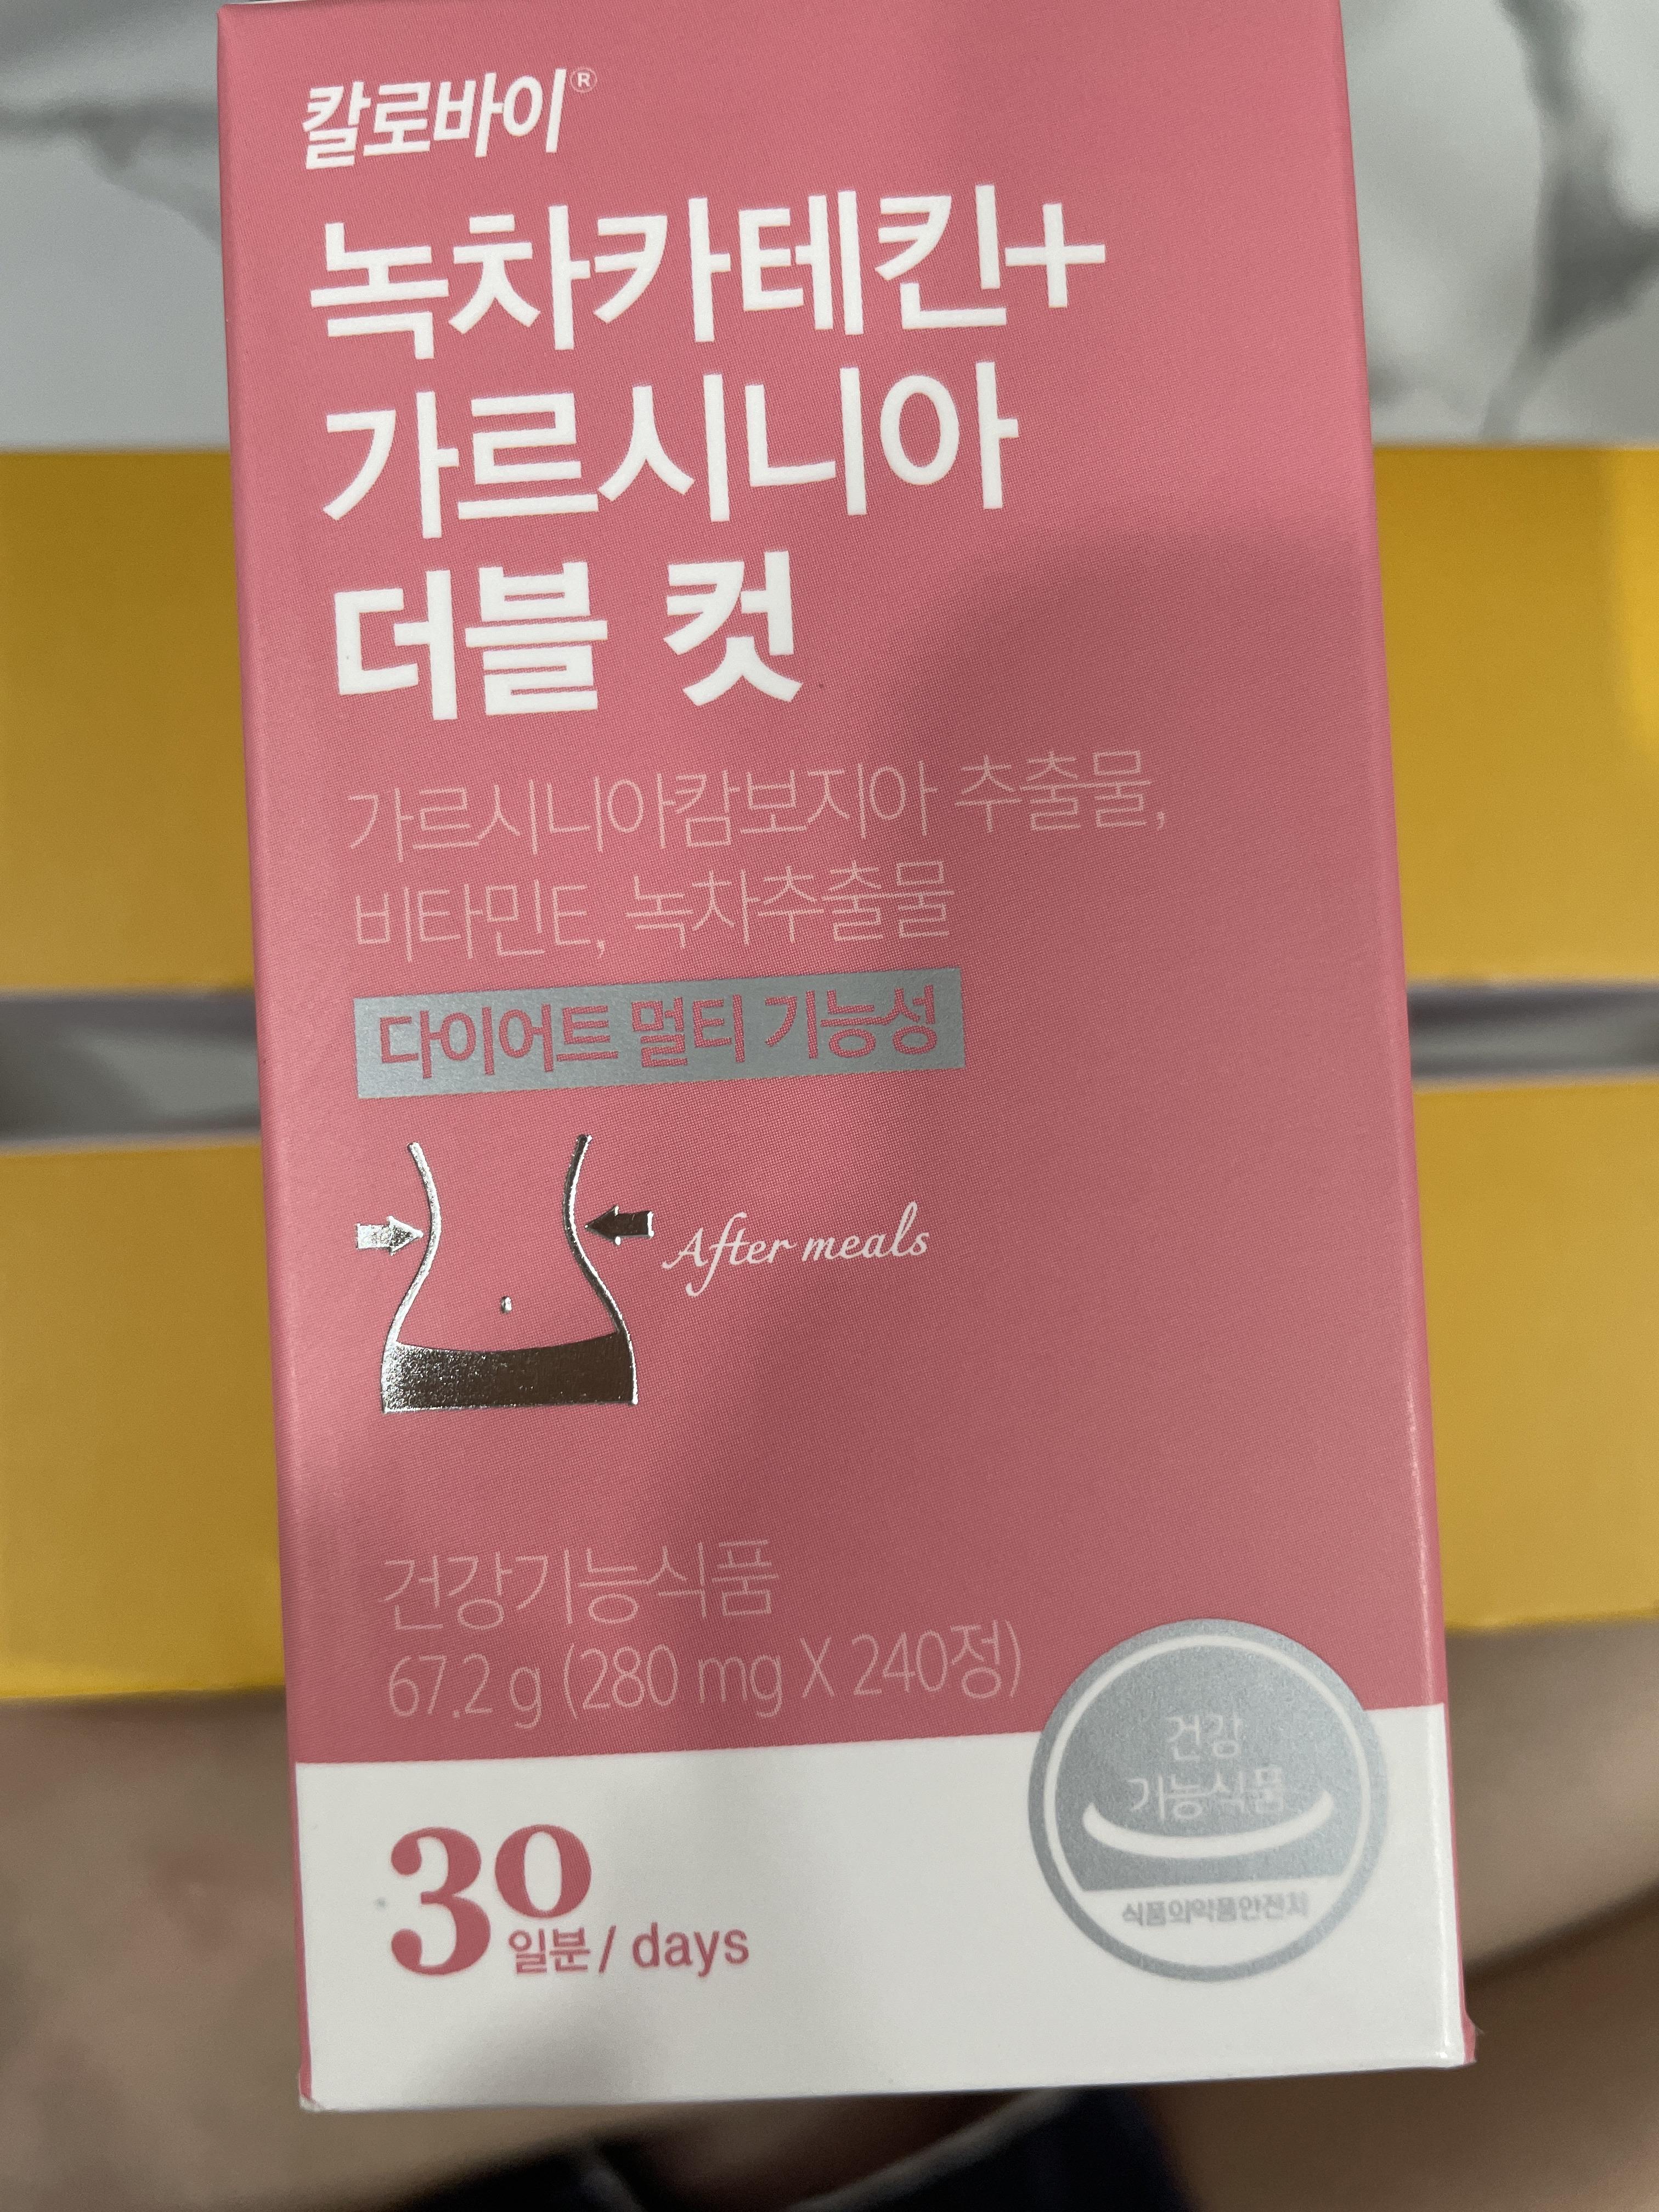 칼로바이®
녹차카테킨+
가르시니아
더블 컷
가르시니아캄보지아 추출물,
비타민E, 녹차추출물
다이어트 멀티 기능성
After meals
건강기능식품
67.2 g (280 mg X 240정)
건강
기능식품
식품의약품안전처
30일분/ days